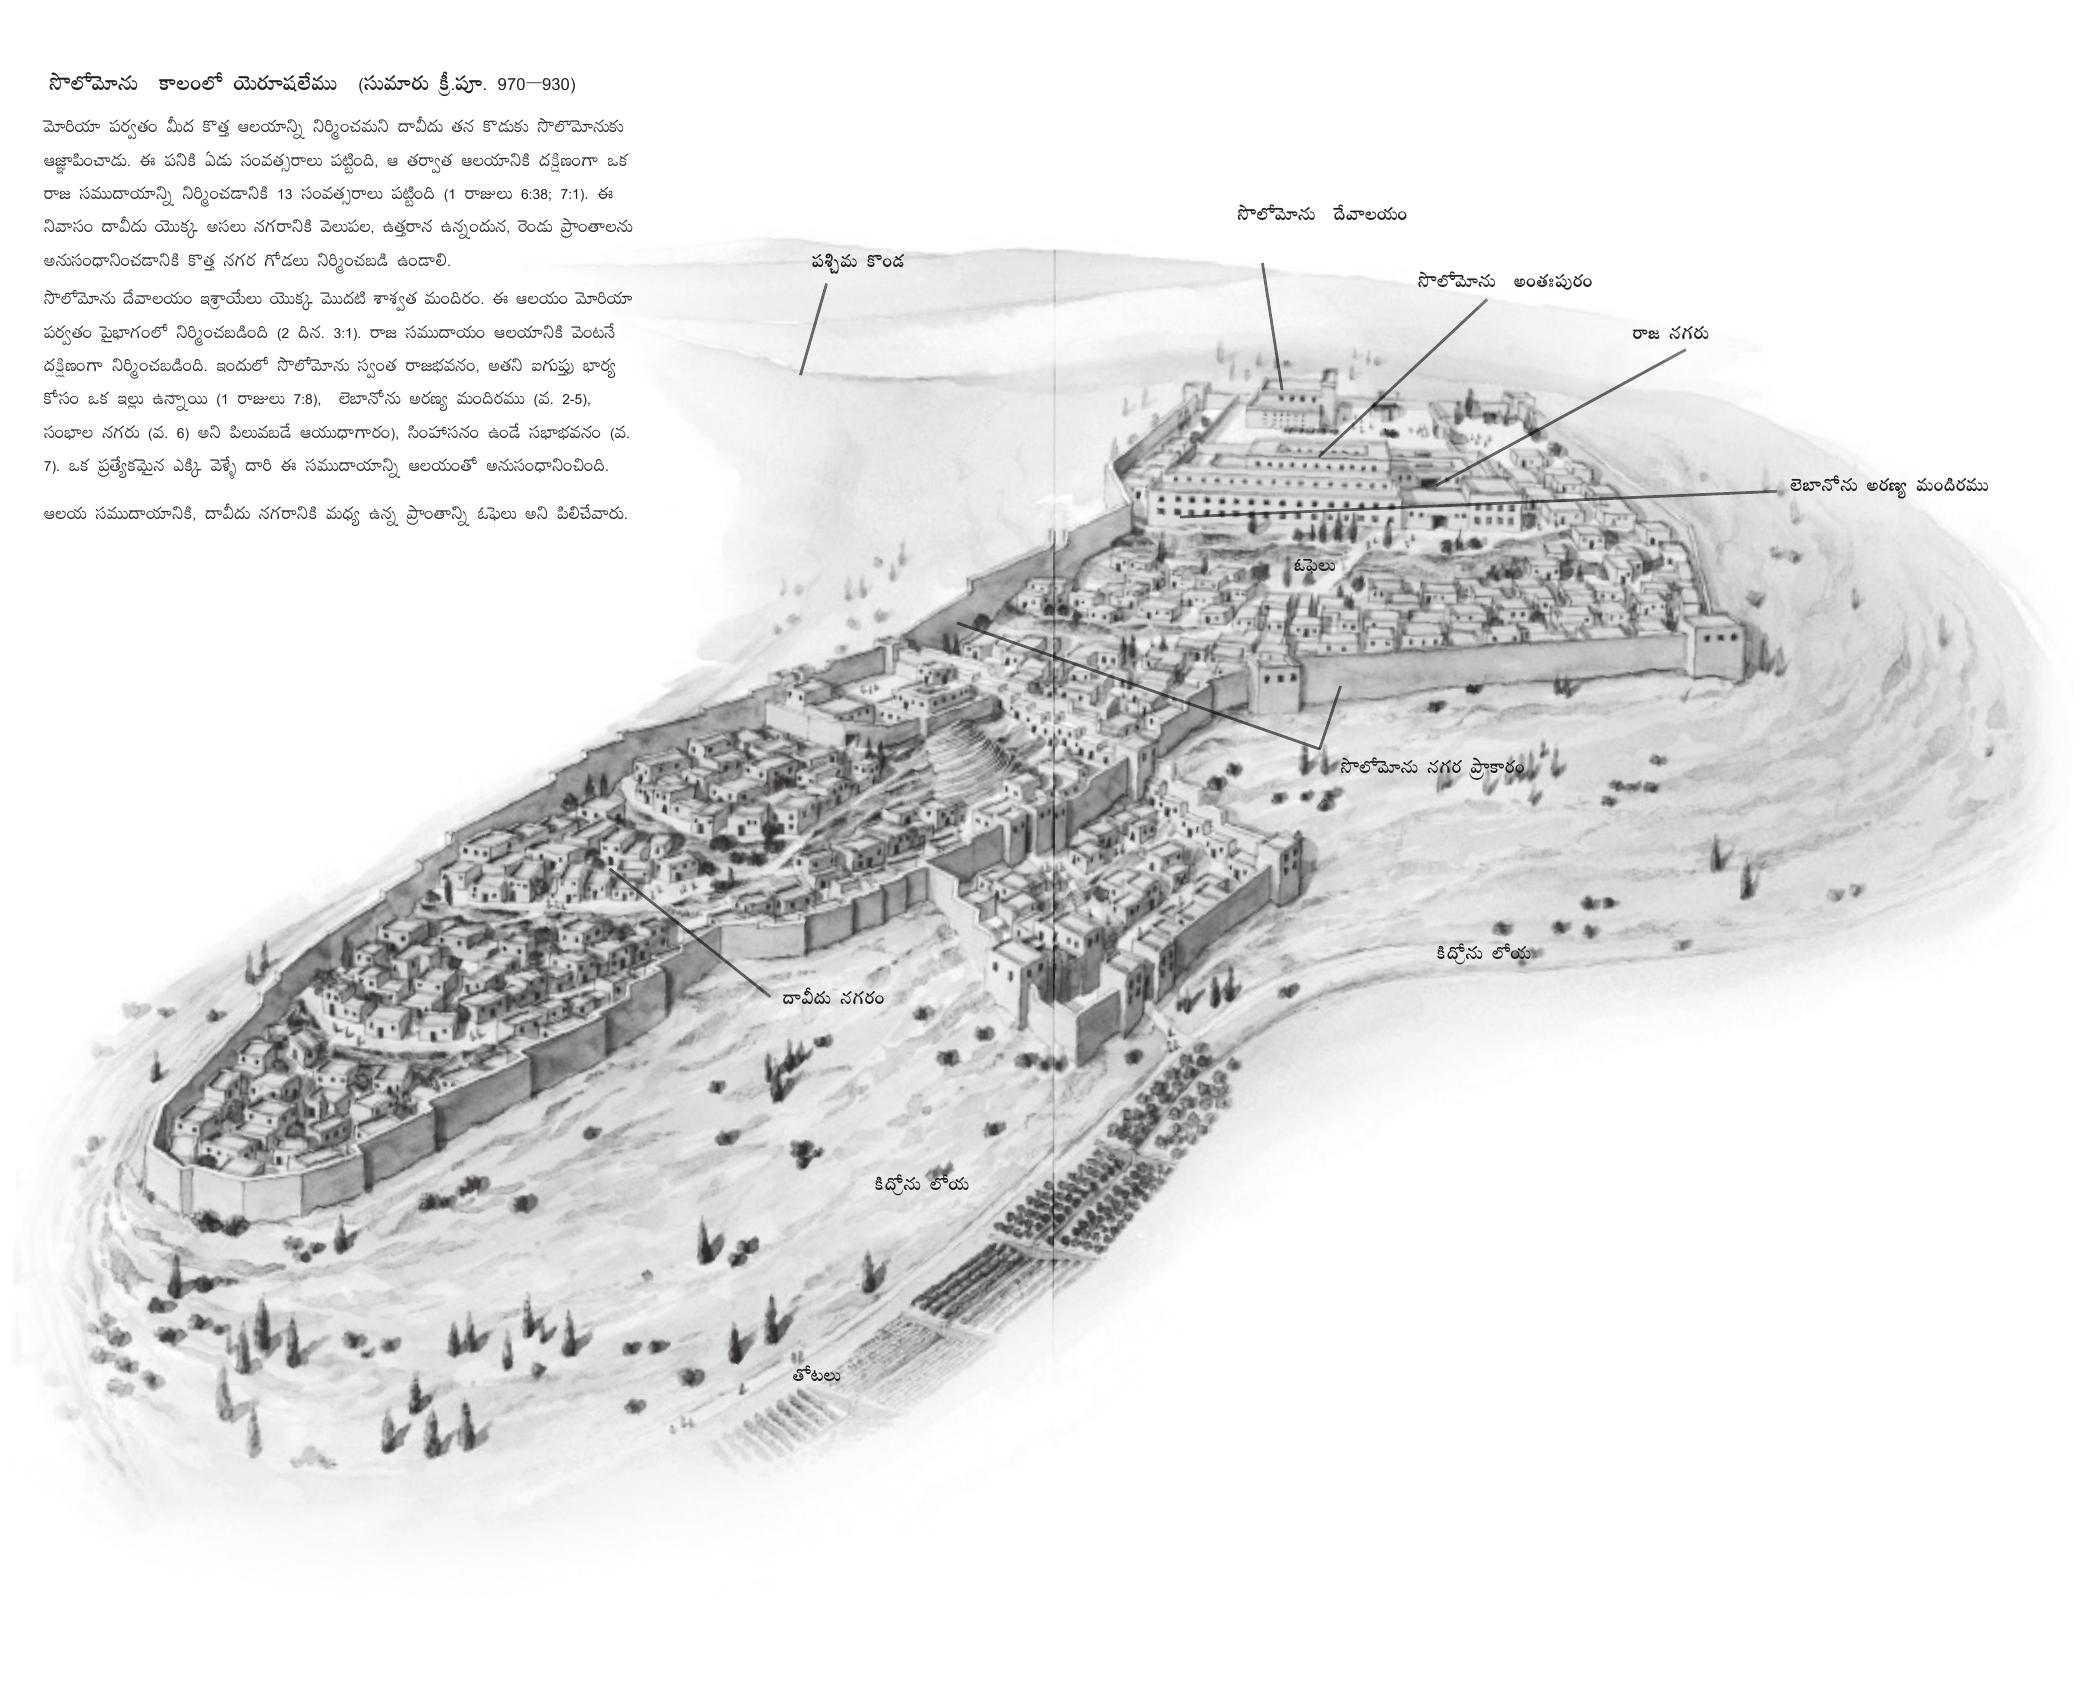 సొలోమోను కాలంలో యెరూషలేము (సుమారు క్రీ.పూ. 970—930)
మోరియా పర్వతం మీద కొత్త ఆలయాన్ని నిర్మించమని దావీదు తన కొడుకు సొలొమోనుకు
ఆజ్ఞాపించాడు. ఈ పనికి ఏడు సంవత్సరాలు పట్టింది, ఆ తర్వాత ఆలయానికి దక్షిణంగా ఒక
రాజ సముదాయాన్ని నిర్మించడానికి 13 సంవత్సరాలు పట్టింది (1 రాజులు 6:38; 7:1). ఈ
నివాసం దావీదు యొక్క అసలు నగరానికి వెలుపల, ఉత్తరాన ఉన్నందున, రెండు ప్రాంతాలను
అనుసంధానించడానికి కొత్త నగర గోడలు నిర్మించబడి ఉండాలి.
సొలోమోను దేవాలయం ఇశ్రాయేలు యొక్క మొదటి శాశ్వత మందిరం. ఈ ఆలయం మోరియా
పర్వతం పైభాగంలో నిర్మించబడింది (2 దిన. 3:1). రాజ సముదాయం ఆలయానికి వెంటనే
దక్షిణంగా నిర్మించబడింది. ఇందులో సొలోమోను స్వంత రాజభవనం, అతని ఐగుప్తు భార్య
కోసం ఒక ఇల్లు ఉన్నాయి (1 రాజులు 7:8), లెబానోను అరణ్య మందిరము (వ. 2-5),
సంభాల నగరు (వ. 6) అని పిలువబడే ఆయుధాగారం), సింహాసనం ఉండే సభాభవనం (వ.
7). ఒక ప్రత్యేకమైన ఎక్కి వెళ్ళే దారి ఈ సముదాయాన్ని ఆలయంతో అనుసంధానించింది.
ఆలయ సముదాయానికి, దావీదు నగరానికి మధ్య ఉన్న ప్రాంతాన్ని ఓఫెలు అని పిలిచేవారు.
సొలోమోను దేవాలయం
పశ్చిమ కొండ
సొలోమోను అంతఃపురం
రాజ నగరు
లెబానోను అరణ్య మందిరము
ఓఫెలు
సొలోమోను నగర ప్రాకారం
కిద్రోను లోయ
దావీదు నగరం
కిద్రోను లోయ
తోటలు